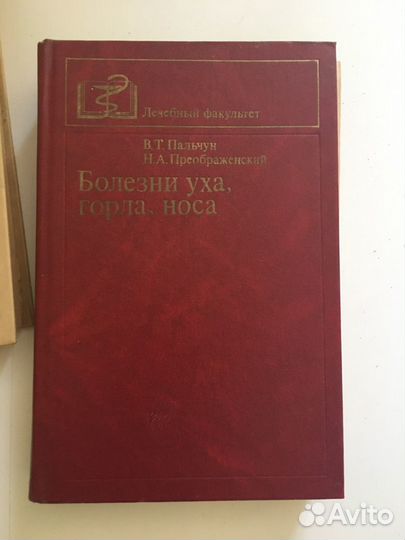 Лечебный факультет
В.Т. Пальчун
Н.А. Преображенский
Болезни уха,
горла, носа
Avito